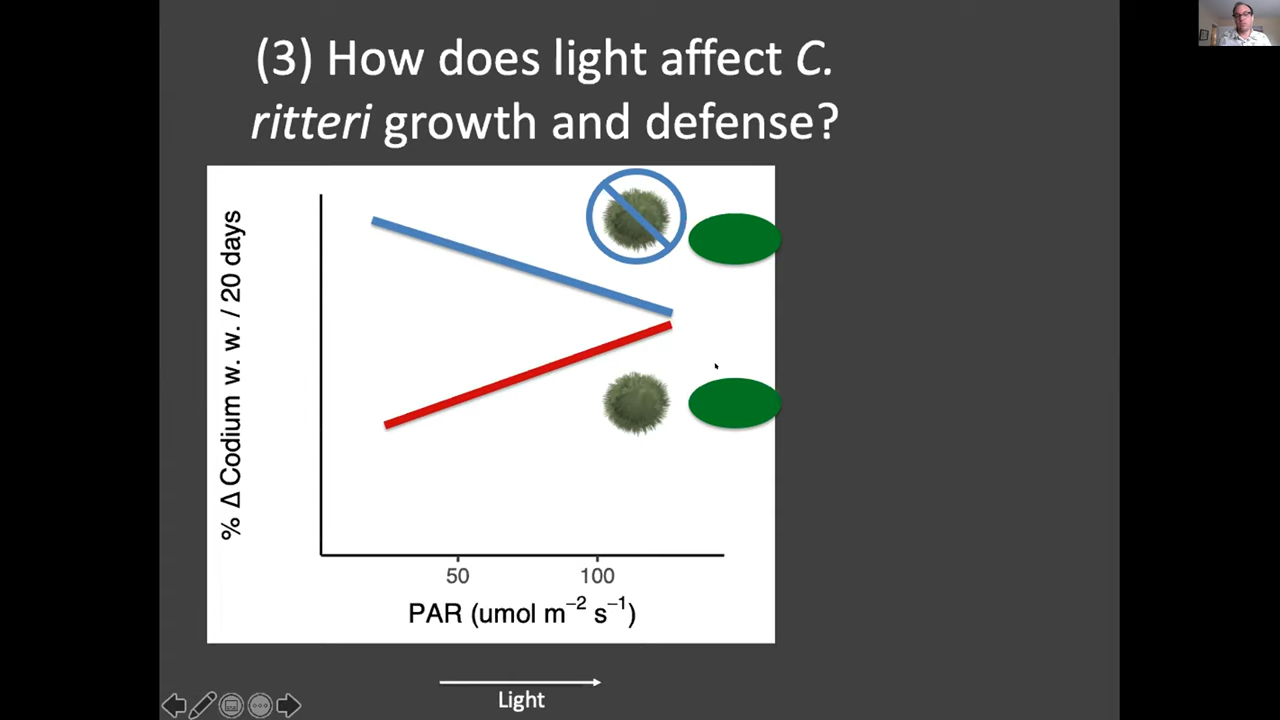 (3) How does light affect C.
ritteri growth and defense?
% Δ Codium w. w. / 20 days
50
100
PAR (umol m⁻² s⁻¹)
Light